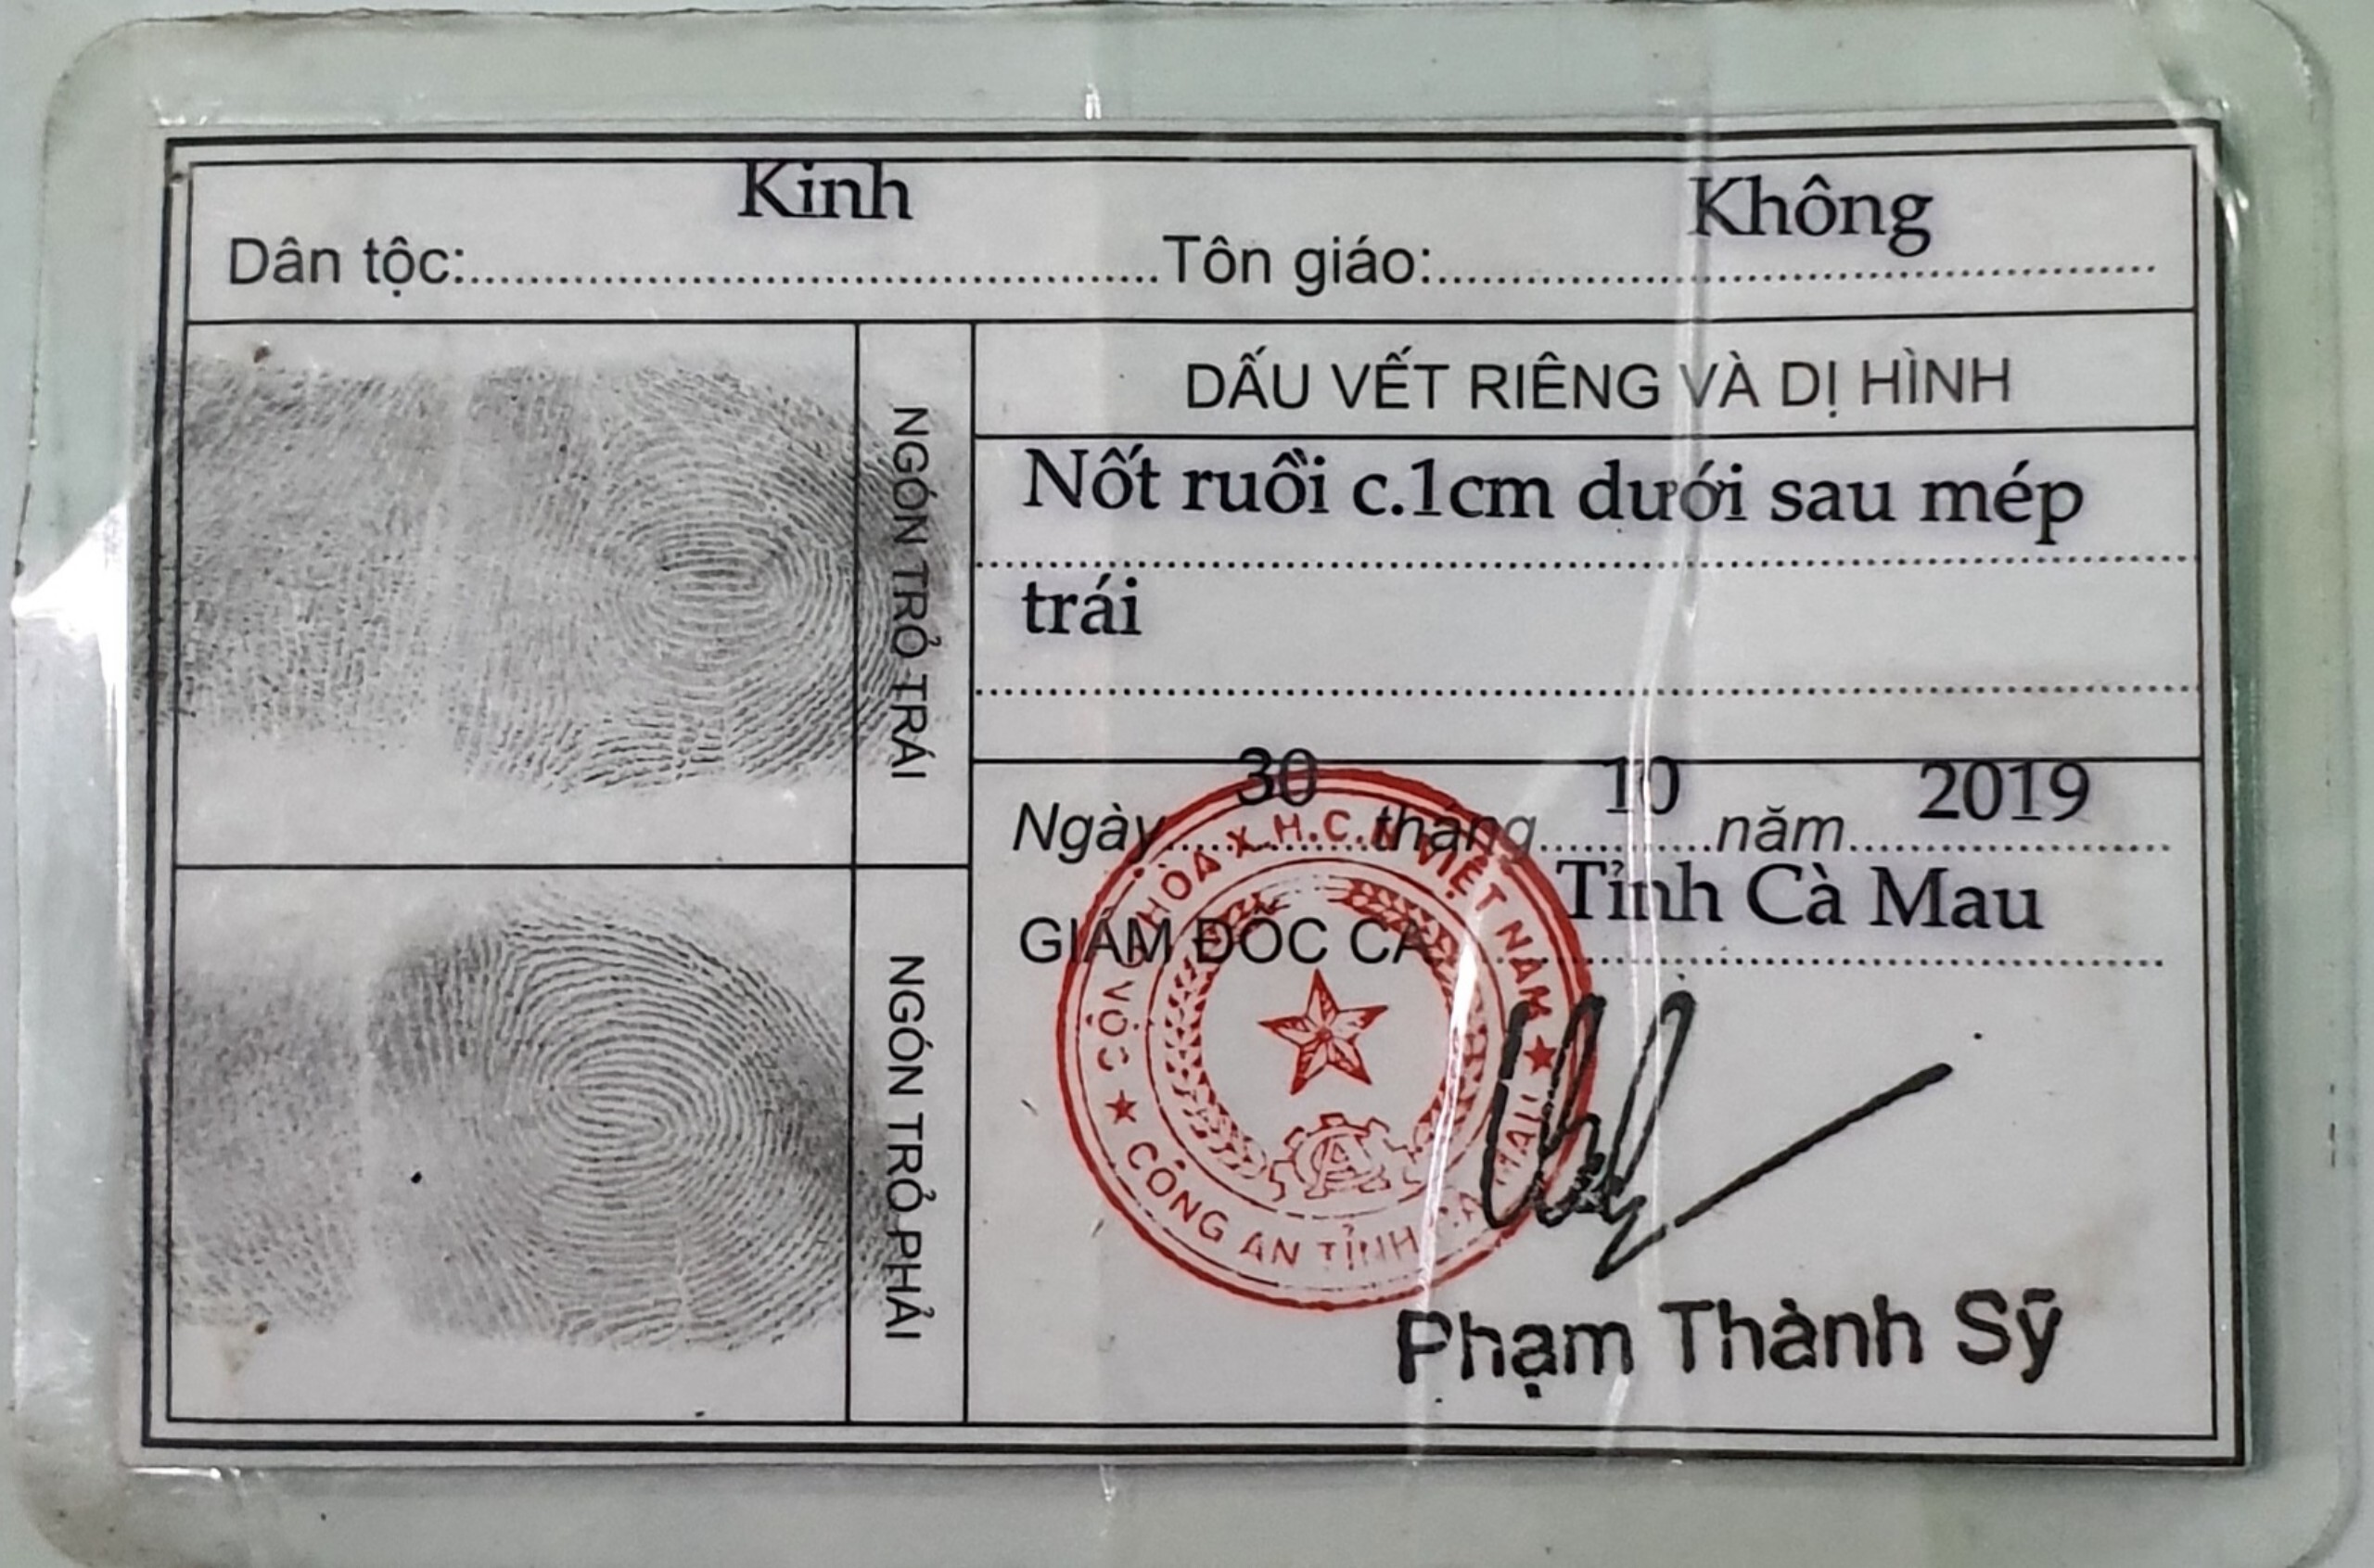 Kinh Không
Dân tộc: Tôn giáo:
NGÓN TRỎ TRÁI
DẤU VẾT RIÊNG VÀ DỊ HÌNH
Nốt ruồi c.1cm dưới sau mép
trái
Ngày 30 tháng 10 năm 2019
GIÁM ĐỐC CA Tỉnh Cà Mau
CỘNG HÒA X.H.C.N VIỆT NAM
CÔNG AN TỈNH CÀ MAU
NGÓN TRỎ PHẢI
Phạm Thành Sỹ